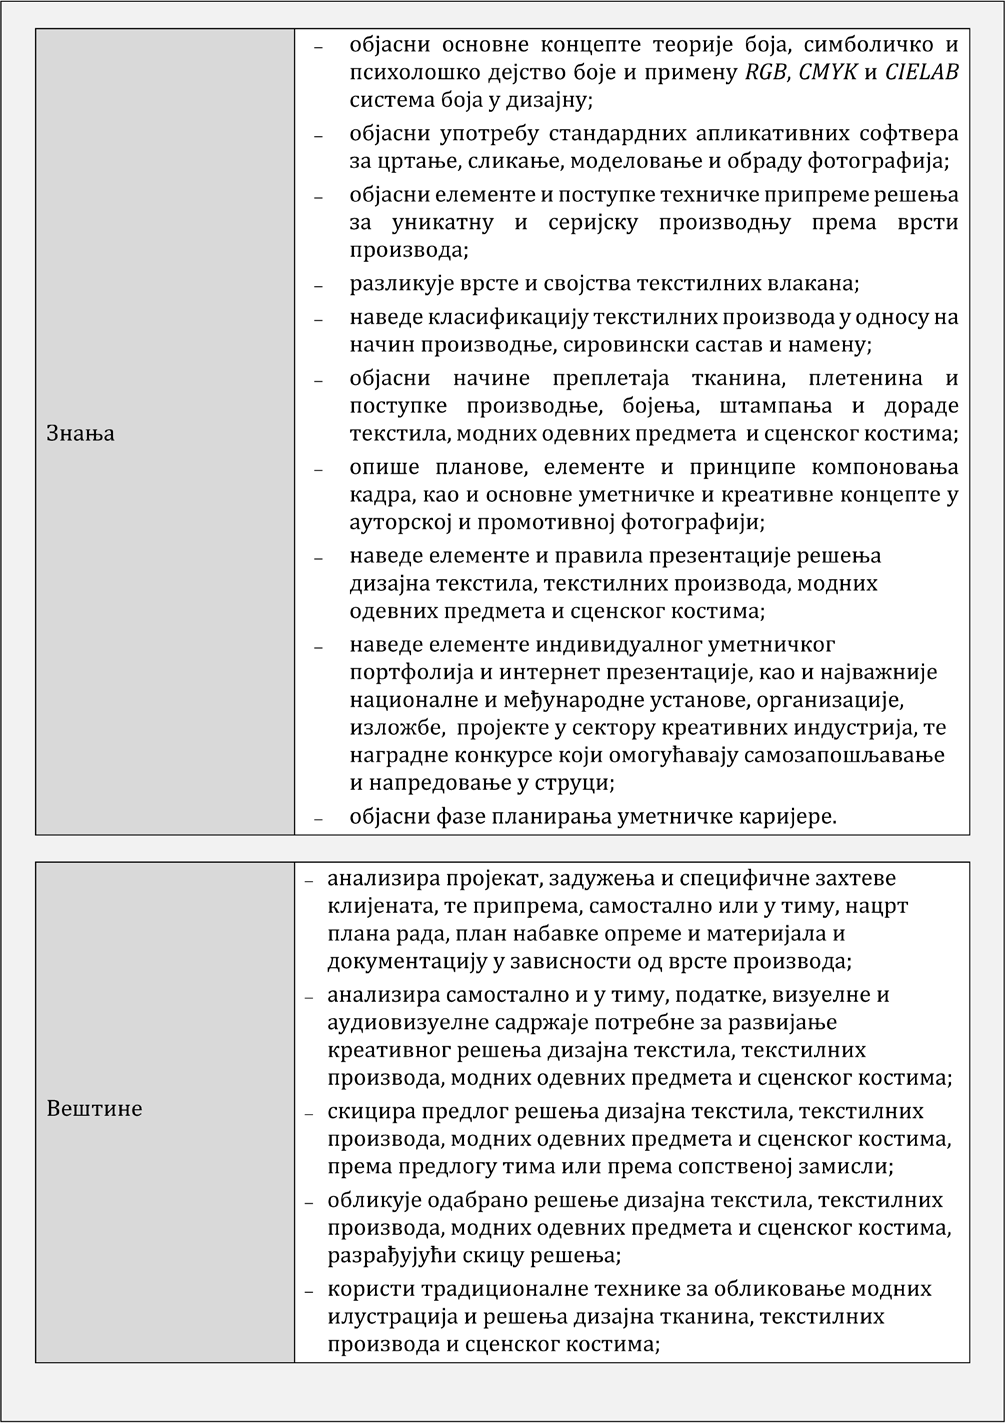 Знања
– објасни основне концепте теорије боја, симболичко и
психолошко дејство боје и примену RGB, CMYK и CIELAB
система боја у дизајну;
– објасни употребу стандардних апликативних софтвера
за цртање, сликање, моделовање и обраду фотографија;
– објасни елементе и поступке техничке припреме решења
за уникатну и серијску производњу према врсти
производа;
– разликује врсте и својства текстилних влакана;
– наведе класификацију текстилних производа у односу на
начин производње, сировински састав и намену;
– објасни начине преплетаја тканина, плетенина и
поступке производње, бојења, штампања и дораде
текстила, модних одевних предмета и сценског костима;
– опише планове, елементе и принципе компоновања
кадра, као и основне уметничке и креативне концепте у
ауторској и промотивној фотографији;
– наведе елементе и правила презентације решења
дизајна текстила, текстилних производа, модних
одевних предмета и сценског костима;
– наведе елементе индивидуалног уметничког
портфолија и интернет презентације, као и најважније
националне и међународне установе, организације,
изложбе, пројекте у сектору креативних индустрија, те
наградне конкурсе који омогућавају самозапошљавање
и напредовање у струци;
– објасни фазе планирања уметничке каријере.
Вештине
– анализира пројекат, задужења и специфичне захтеве
клијената, те припрема, самостално или у тиму, нацрт
плана рада, план набавке опреме и материјала и
документацију у зависности од врсте производа;
– анализира самостално и у тиму, податке, визуелне и
аудиовизуелне садржаје потребне за развијање
креативног решења дизајна текстила, текстилних
производа, модних одевних предмета и сценског костима;
– скицира предлог решења дизајна текстила, текстилних
производа, модних одевних предмета и сценског костима,
према предлогу тима или према сопственој замисли;
– обликује одабрано решење дизајна текстила, текстилних
производа, модних одевних предмета и сценског костима,
разрађујући скицу решења;
– користи традиционалне технике за обликовање модних
илустрација и решења дизајна тканина, текстилних
производа и сценског костима;